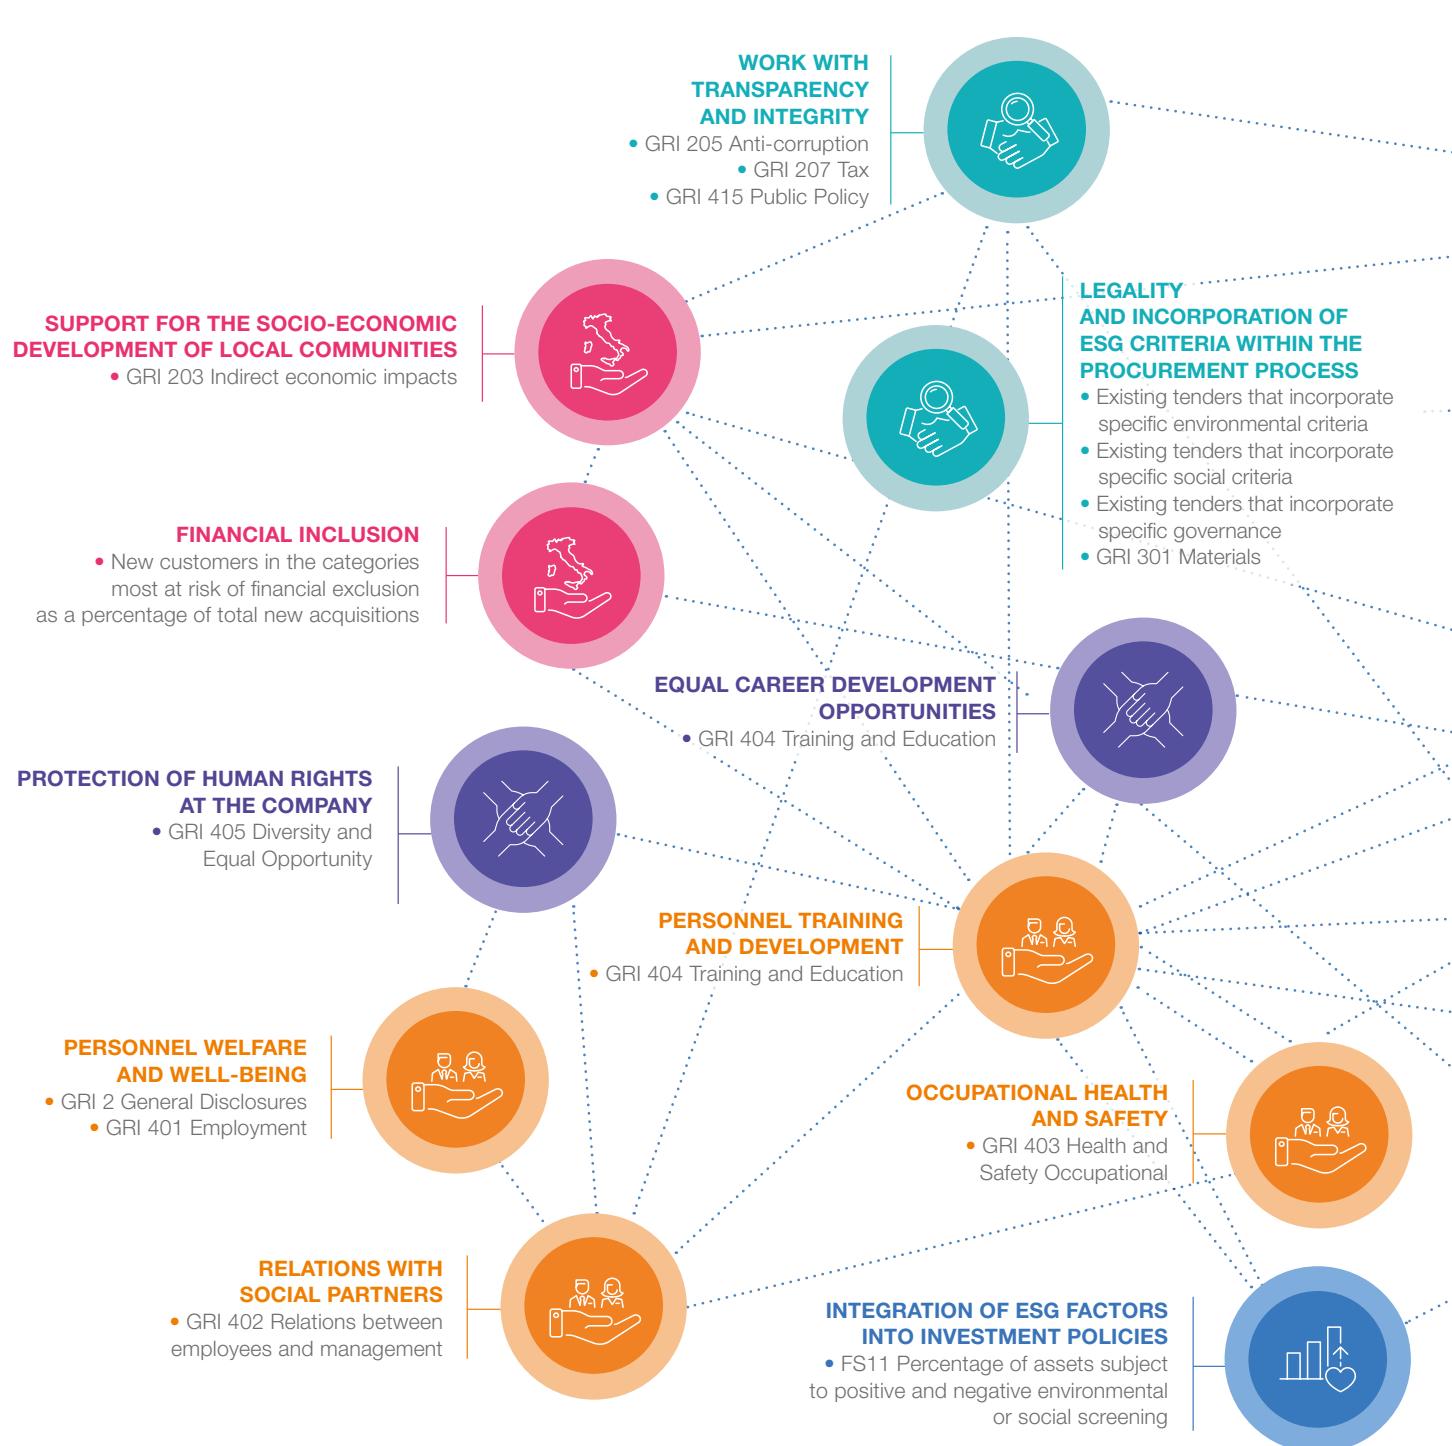 WORK WITH
TRANSPARENCY
AND INTEGRITY
• GRI 205 Anti-corruption
• GRI 207 Tax
• GRI 415 Public Policy
LEGALITY
AND INCORPORATION OF
ESG CRITERIA WITHIN THE
PROCUREMENT PROCESS
• Existing tenders that incorporate
specific environmental criteria
• Existing tenders that incorporate
specific social criteria
• Existing tenders that incorporate
specific governance
• GRI 301 Materials
SUPPORT FOR THE SOCIO-ECONOMIC
DEVELOPMENT OF LOCAL COMMUNITIES
• GRI 203 Indirect economic impacts
FINANCIAL INCLUSION
• New customers in the categories
most at risk of financial exclusion
as a percentage of total new acquisitions
EQUAL CAREER DEVELOPMENT
OPPORTUNITIES
• GRI 404 Training and Education
PROTECTION OF HUMAN RIGHTS
AT THE COMPANY
• GRI 405 Diversity and
Equal Opportunity
PERSONNEL TRAINING
AND DEVELOPMENT
• GRI 404 Training and Education
PERSONNEL WELFARE
AND WELL-BEING
• GRI 2 General Disclosures
• GRI 401 Employment
OCCUPATIONAL HEALTH
AND SAFETY
• GRI 403 Health and
Safety Occupational
RELATIONS WITH
SOCIAL PARTNERS
• GRI 402 Relations between
employees and management
INTEGRATION OF ESG FACTORS
INTO INVESTMENT POLICIES
• FS11 Percentage of assets subject
to positive and negative environmental
or social screening